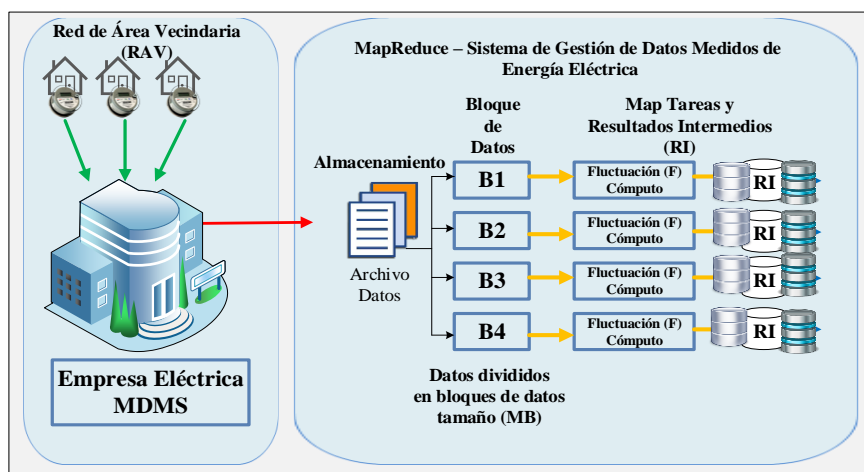 Red de Área Vecindaria
(RAV)
Empresa Eléctrica
MDMS
MapReduce – Sistema de Gestión de Datos Medidos de
Energía Eléctrica
Almacenamiento
Archivo
Datos
Bloque
de
Datos
B1
B2
B3
B4
Datos divididos
en bloques de datos
tamaño (MB)
Map Tareas y
Resultados Intermedios
(RI)
Fluctuación (F)
Cómputo
RI
Fluctuación (F)
Cómputo
RI
Fluctuación (F)
Cómputo
RI
Fluctuación (F)
Cómputo
RI